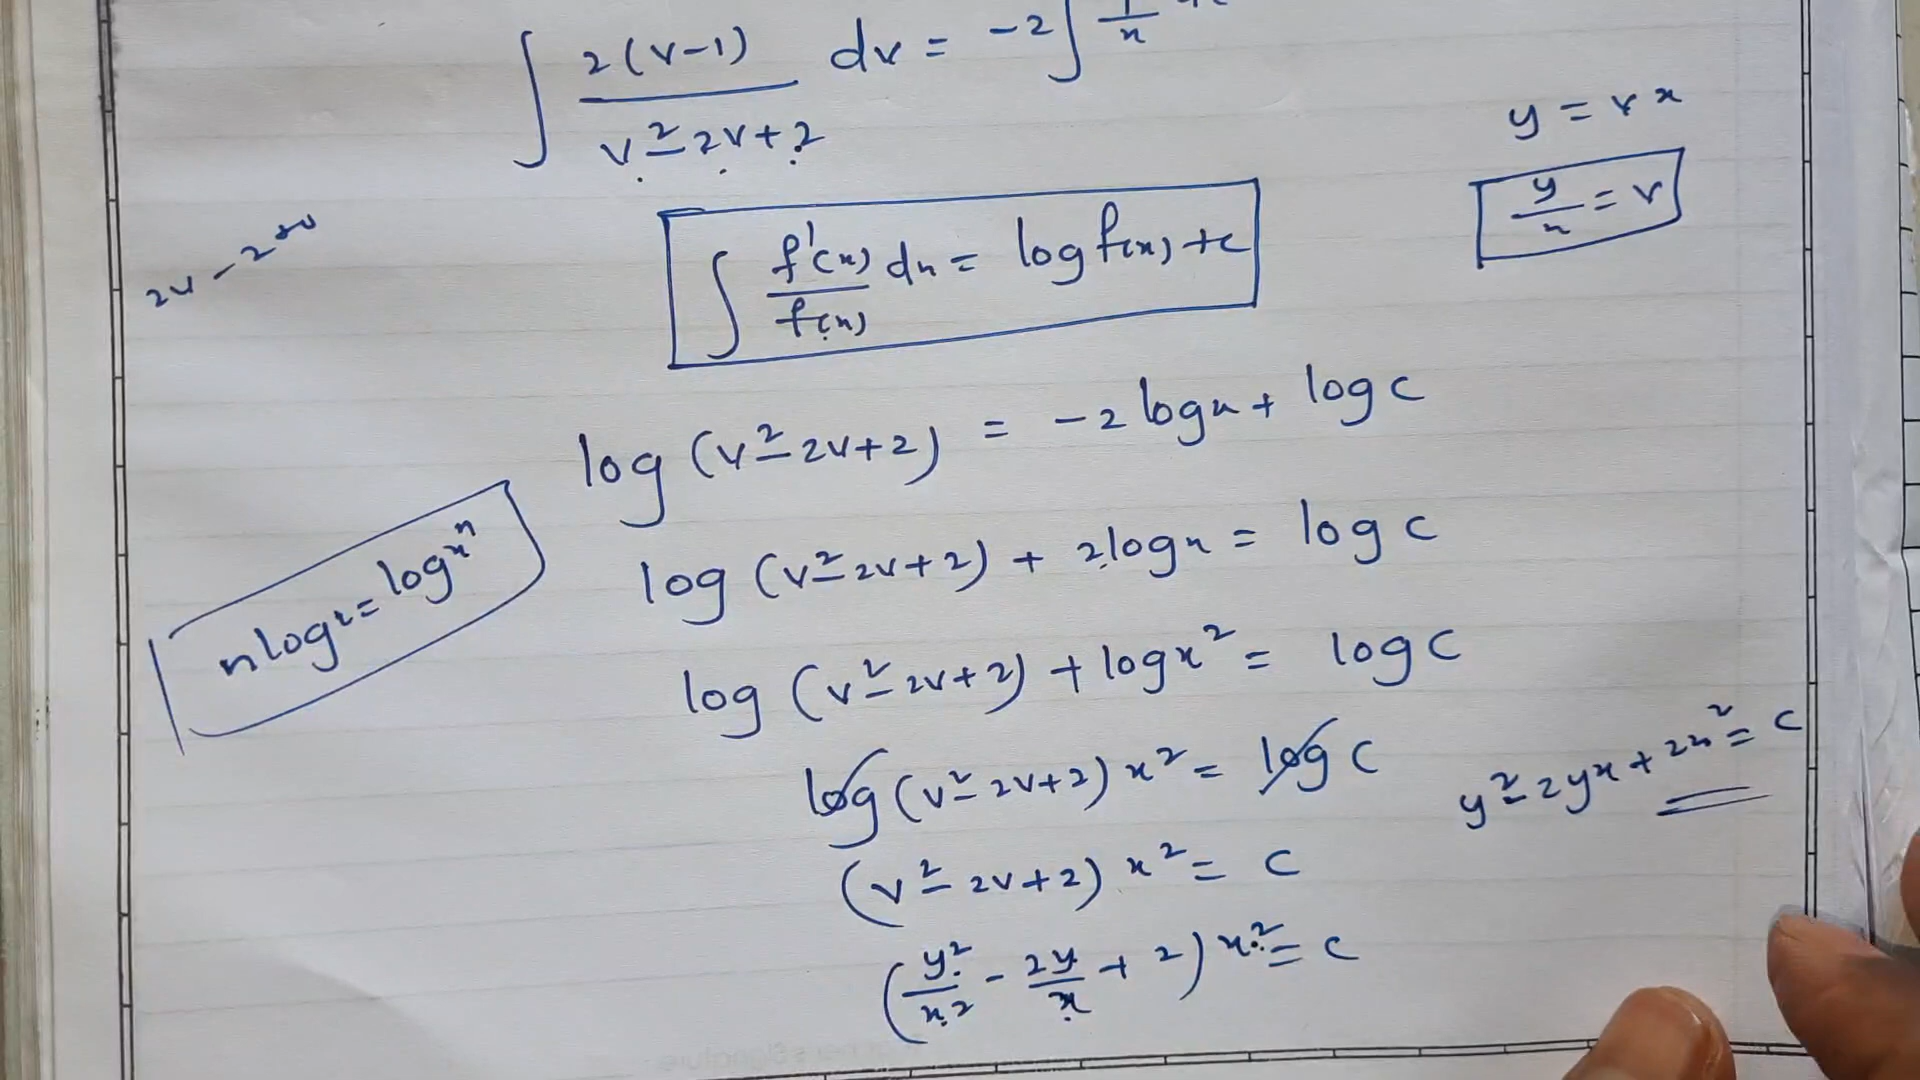 ∫ 2(v-1) / v²-2v+2 dv = -2∫ 1/x
y = vx
y/x = v
2v - 2+0
∫ f'(x)/f(x) dx = log f(x) + c
log (v²-2v+2) = -2 log x + log c
log (v²-2v+2) + 2log x = log c
n log x = log xⁿ
log (v²-2v+2) + log x² = log c
log (v²-2v+2) x² = log c
y²-2yx+2x² = c
(v²-2v+2) x² = c
(y²/x² - 2y/x + 2) x² = c